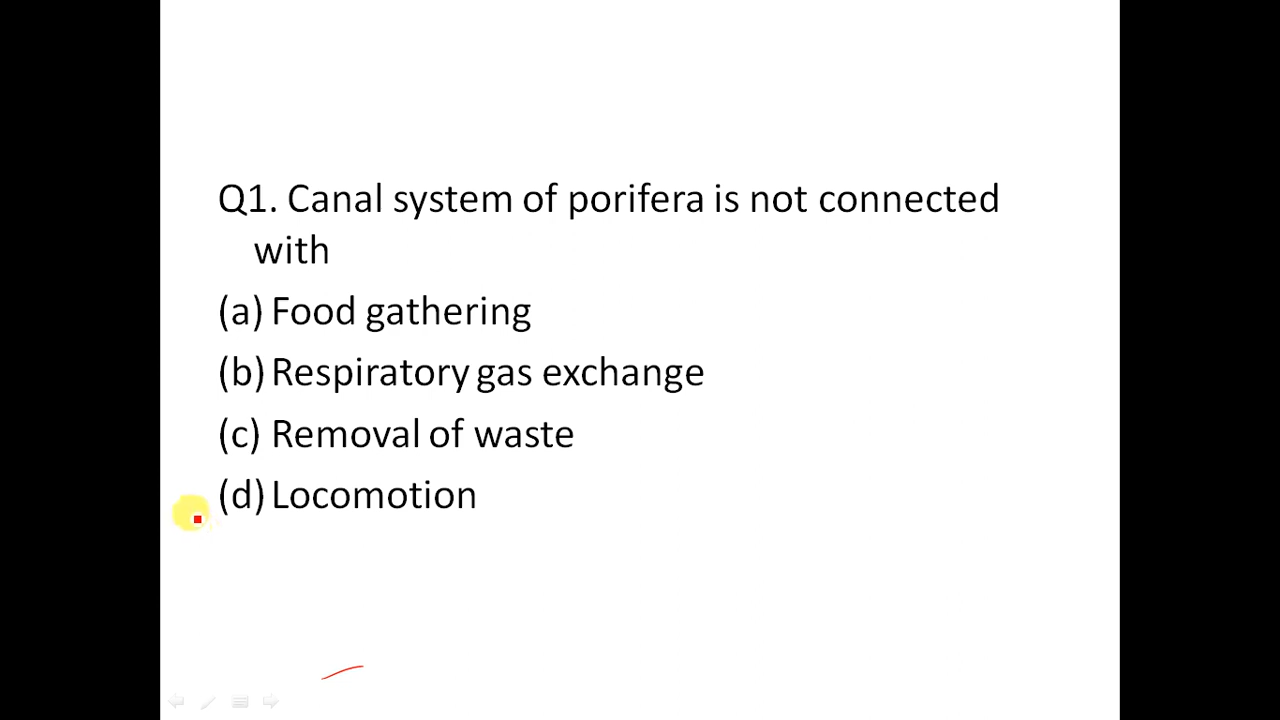 Q1. Canal system of porifera is not connected
with
(a) Food gathering
(b) Respiratory gas exchange
(c) Removal of waste
(d) Locomotion